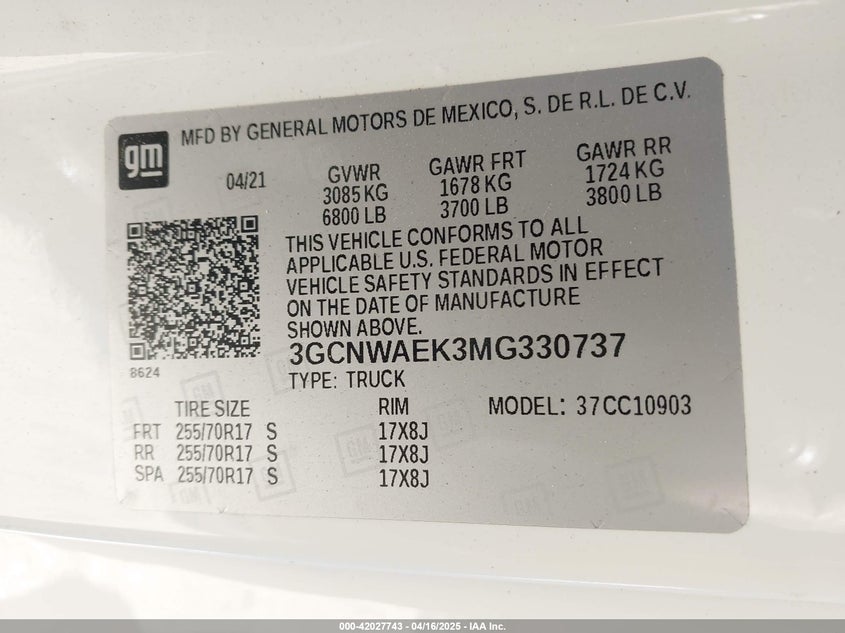 gm
MFD BY GENERAL MOTORS DE MEXICO, S. DE R.L. DE C.V.
04/21
GVWR
3085 KG
6800 LB
GAWR FRT
1678 KG
3700 LB
GAWR RR
1724 KG
3800 LB
THIS VEHICLE CONFORMS TO ALL
APPLICABLE U.S. FEDERAL MOTOR
VEHICLE SAFETY STANDARDS IN EFFECT
ON THE DATE OF MANUFACTURE
SHOWN ABOVE.
8624
3GCNWAEK3MG330737
TYPE: TRUCK
TIRE SIZE RIM MODEL: 37CC10903
FRT 255/70R17 S 17X8J
RR 255/70R17 S 17X8J
SPA 255/70R17 S 17X8J
000-42027743 - 04/16/2025 - IAA Inc.